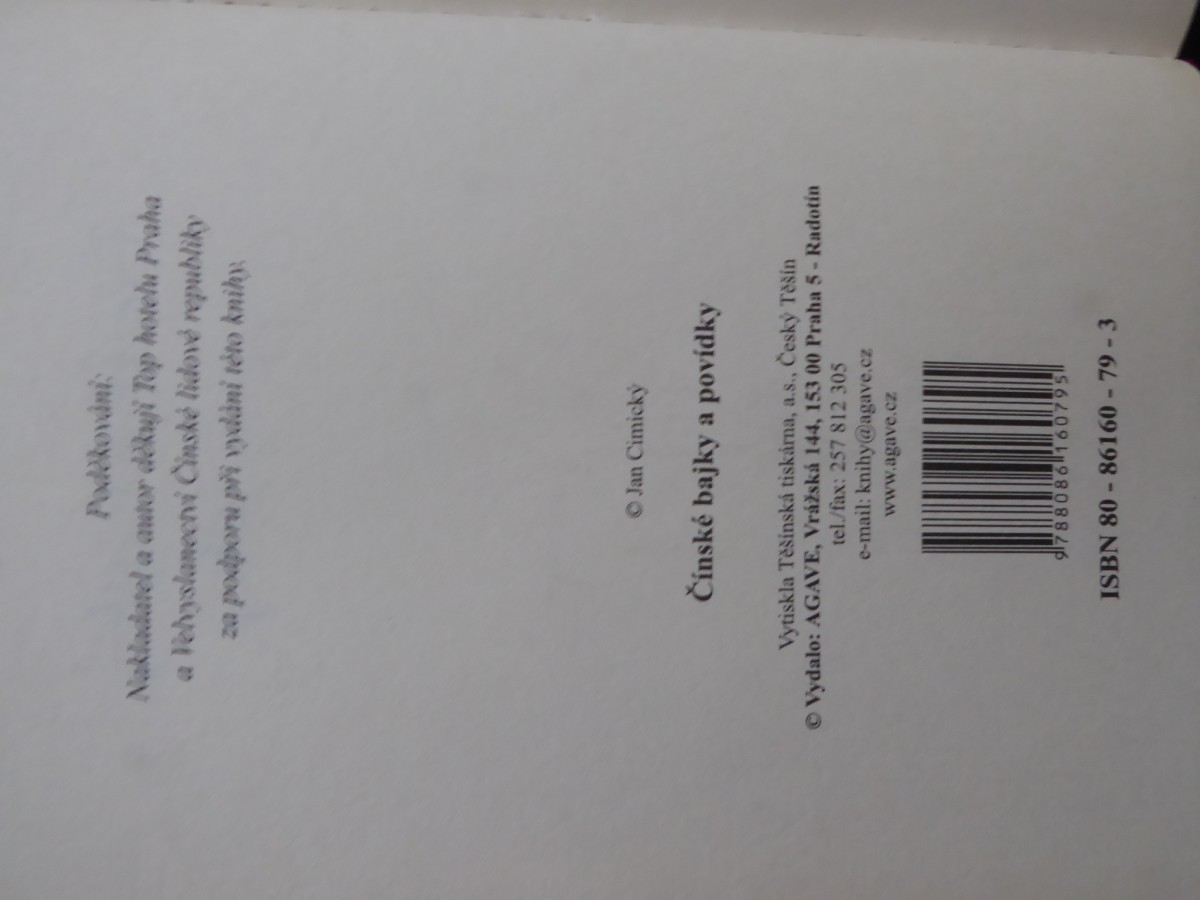 Poděkování:
Nakladatel a autor děkují Top hotelu Praha
a Velvyslanectví Čínské lidové republiky
za podporu při vydání této knihy.
© Jan Cimický
Čínské bajky a povídky
Vytiskla Těšínská tiskárna, a.s., Český Těšín
© Vydalo: AGAVE, Vrážská 144, 153 00 Praha 5 - Radotín
tel./fax: 257 812 305
e-mail: knihy@agave.cz
www.agave.cz
9788086160795
ISBN 80 - 86160 - 79 - 3